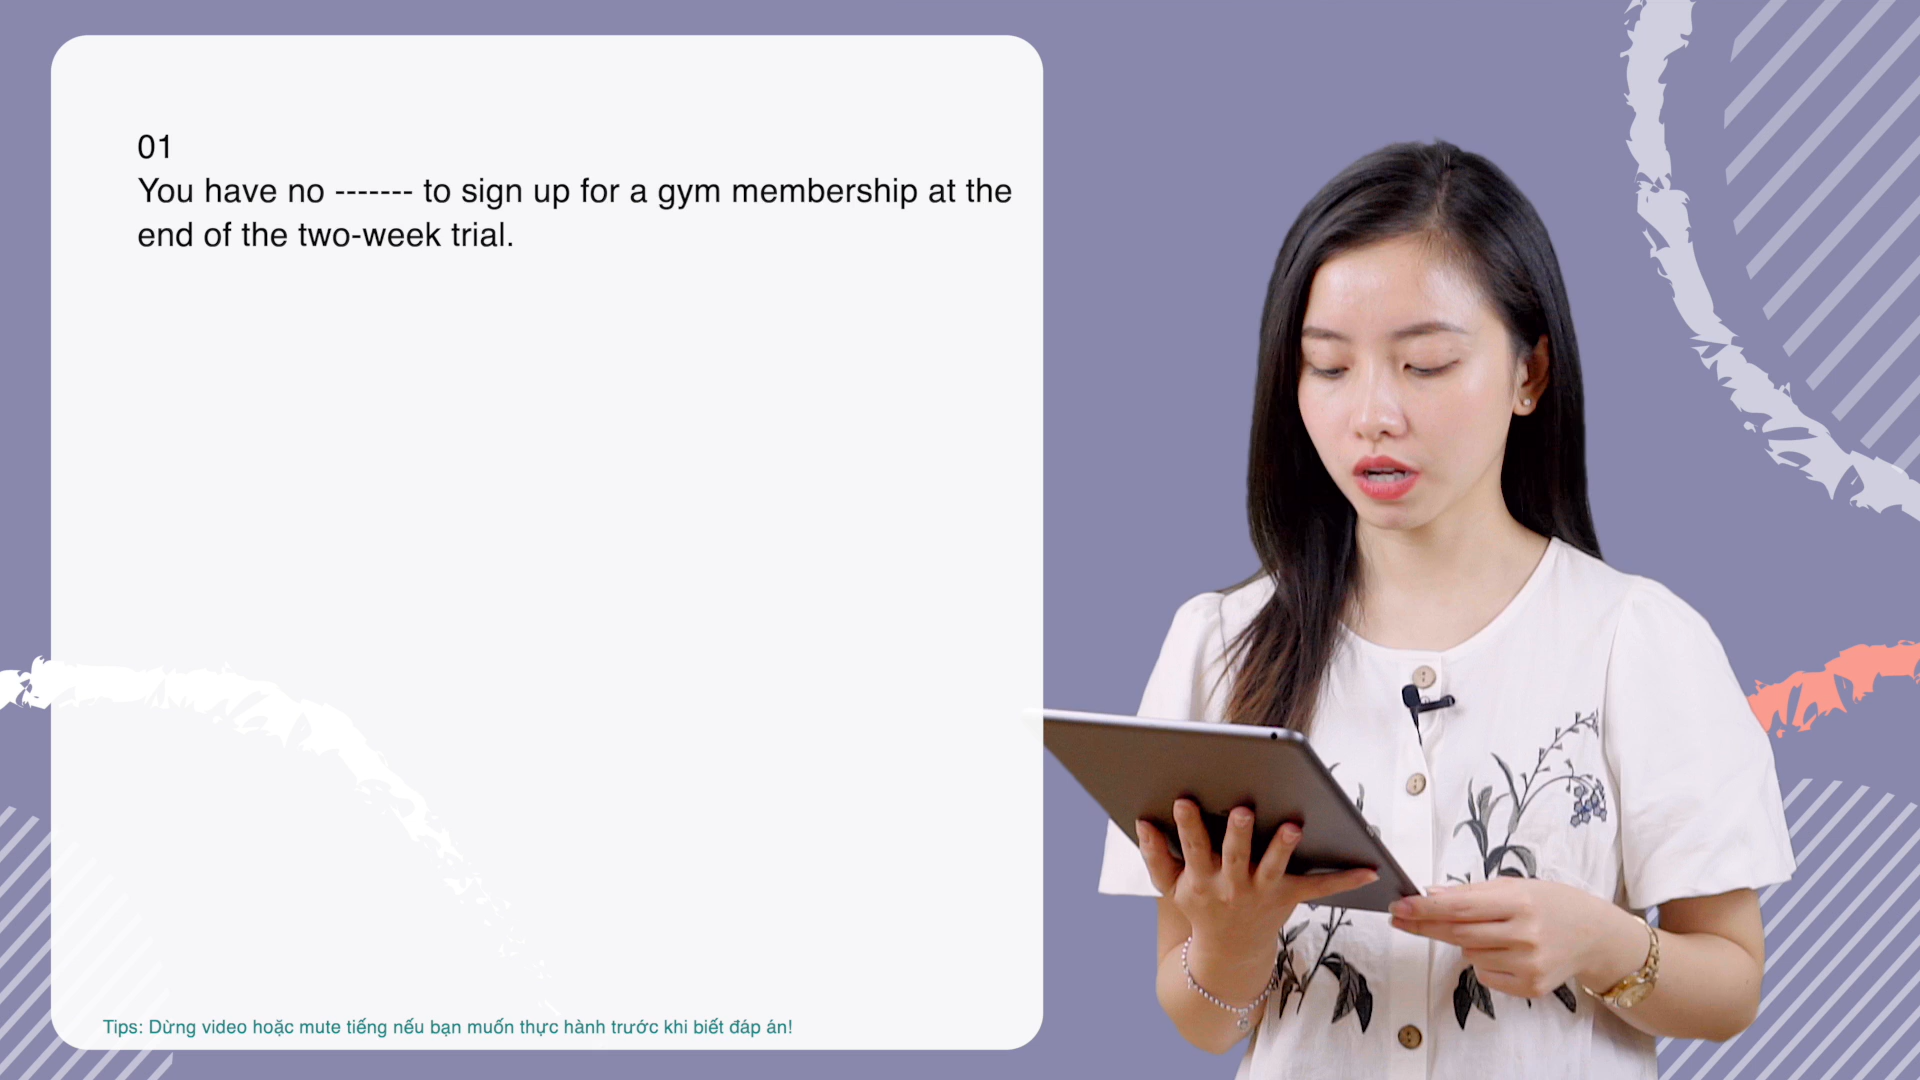 01
You have no ------- to sign up for a gym membership at the
end of the two-week trial.
Tips: Dừng video hoặc mute tiếng nếu bạn muốn thực hành trước khi biết đáp án!